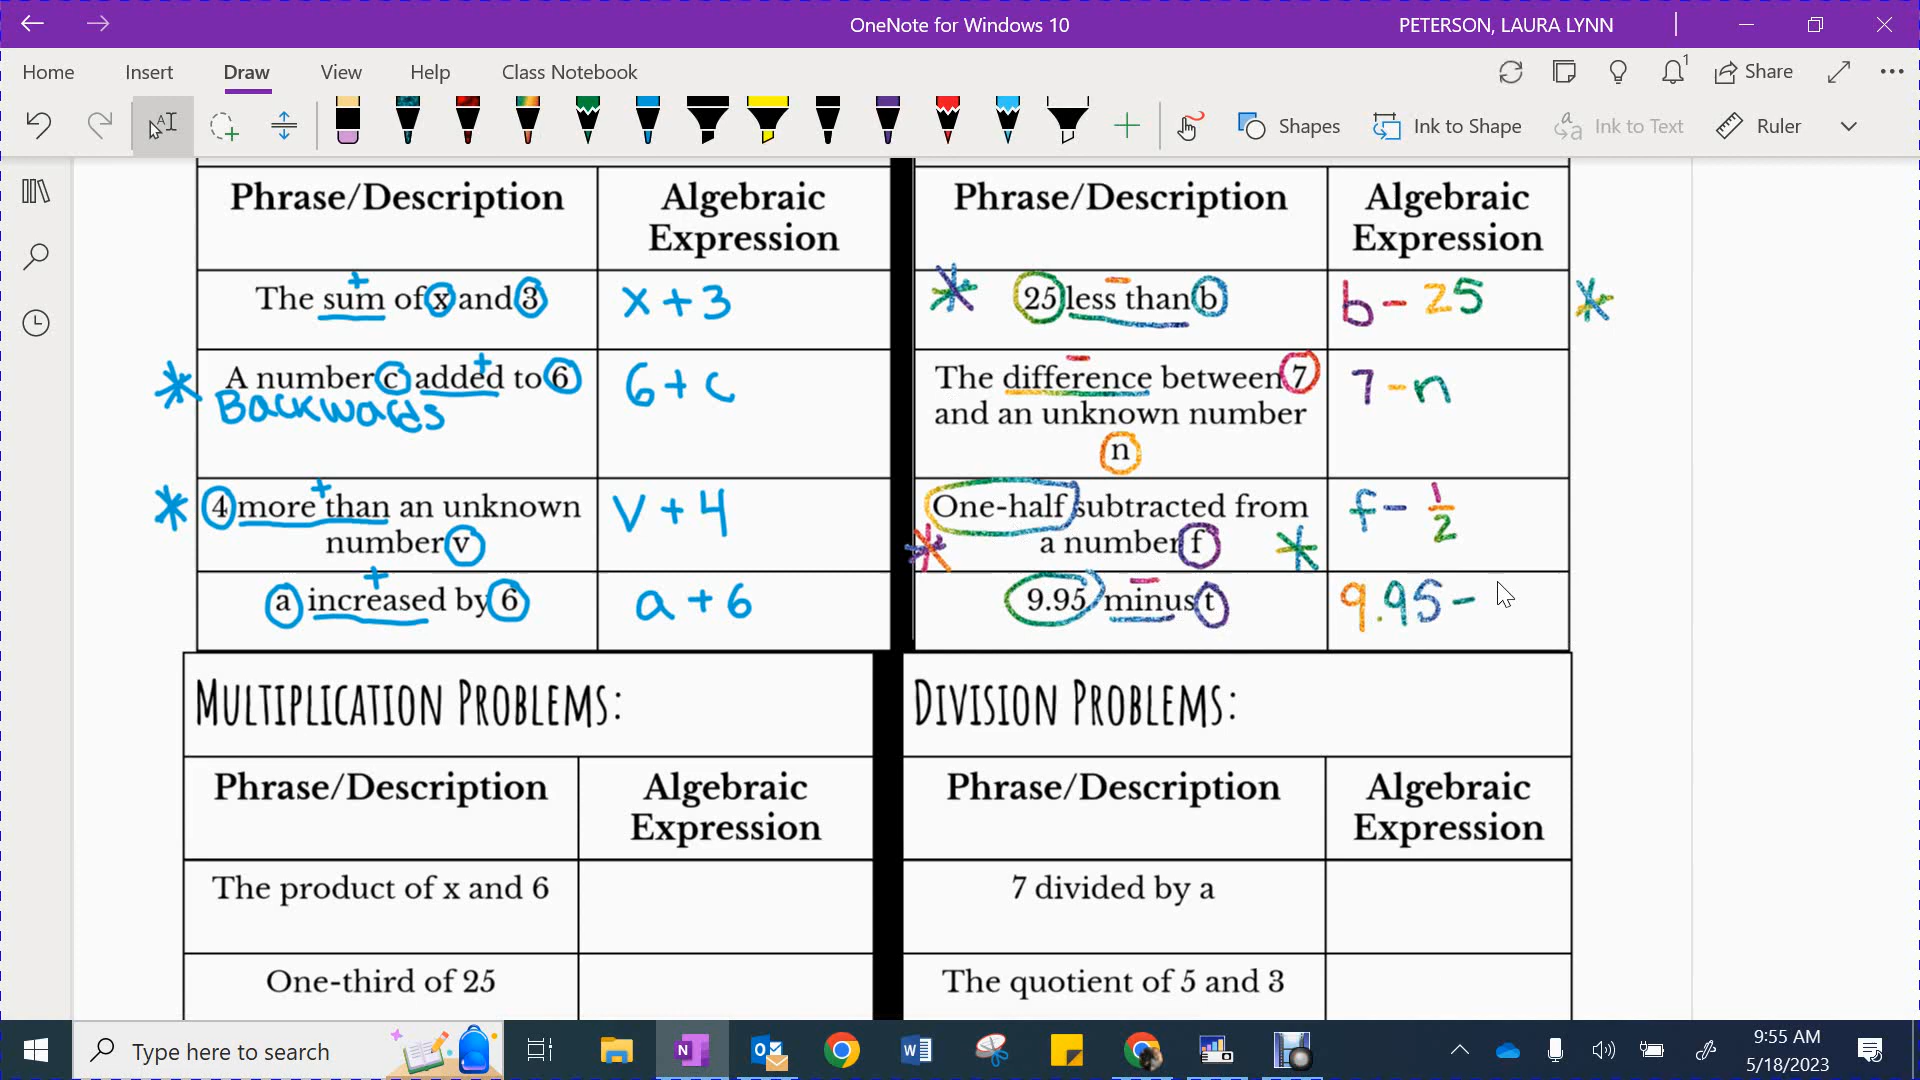 OneNote for Windows 10
PETERSON, LAURA LYNN
Home Insert Draw View Help Class Notebook
1
Share
Shapes Ink to Shape Ink to Text Ruler
Phrase/Description Algebraic Expression
+
The sum of x and 3 x + 3
+
A number c added to 6 6 + c
Backwards
+
4 more than an unknown
number v v + 4
+
a increased by 6 a + 6
Phrase/Description Algebraic Expression
−
25 less than b b - 25
−
The difference between 7
and an unknown number
n 7 - n
One-half subtracted from
a number f f - 1/2
−
9.95 minus t 9.95 -
Multiplication Problems:
Phrase/Description Algebraic Expression
The product of x and 6
One-third of 25
Division Problems:
Phrase/Description Algebraic Expression
7 divided by a
The quotient of 5 and 3
Type here to search
9:55 AM
5/18/2023